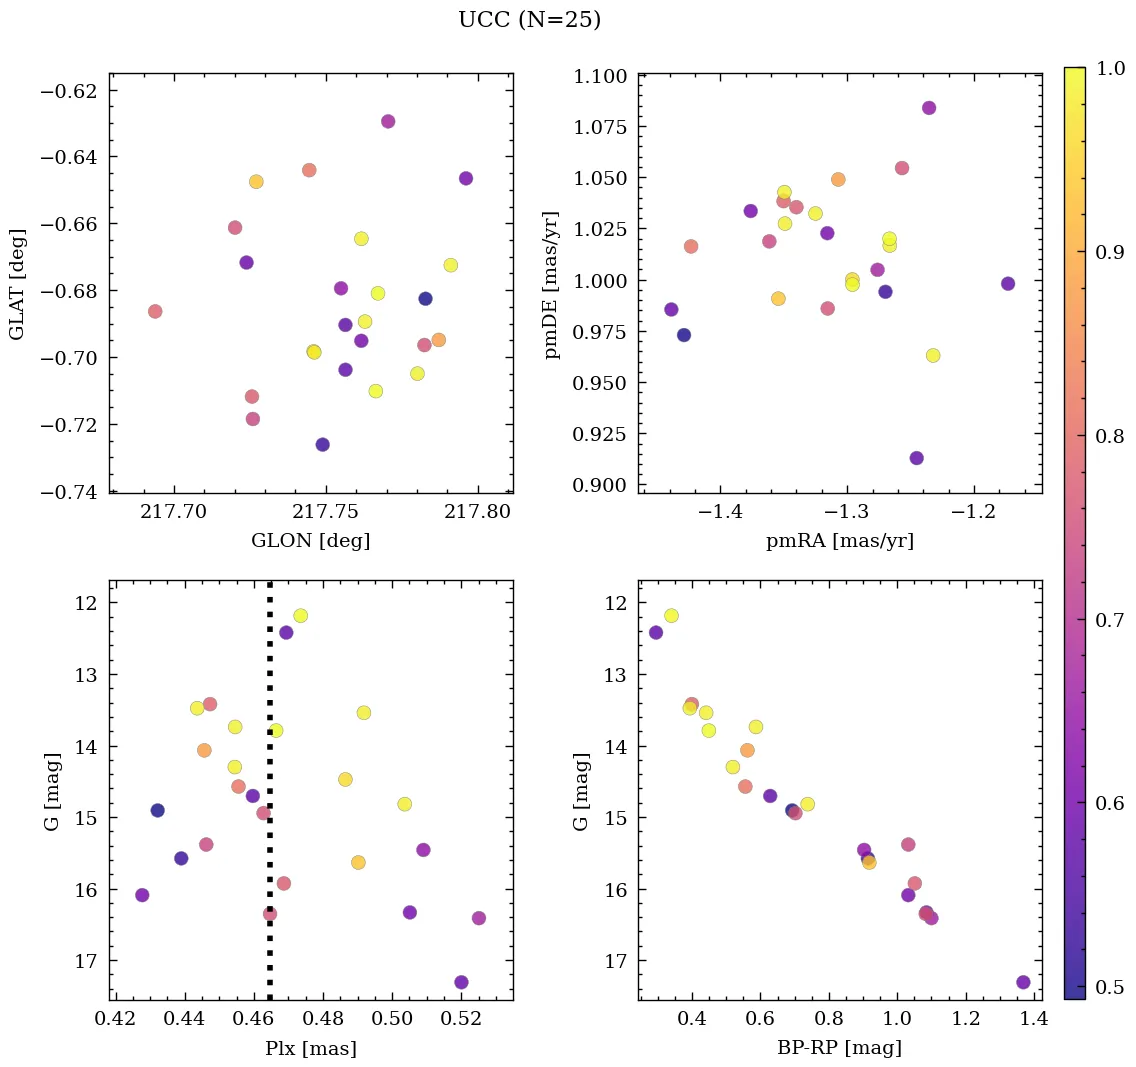 UCC (N=25)
−0.62
−0.64
−0.66
−0.68
−0.70
−0.72
−0.74
GLAT [deg]
217.70 217.75 217.80
GLON [deg]
1.100
1.075
1.050
1.025
1.000
0.975
0.950
0.925
0.900
pmDE [mas/yr]
−1.4 −1.3 −1.2
pmRA [mas/yr]
12
13
14
15
16
17
G [mag]
0.42 0.44 0.46 0.48 0.50 0.52
Plx [mas]
12
13
14
15
16
17
G [mag]
0.4 0.6 0.8 1.0 1.2 1.4
BP-RP [mag]
1.0
0.9
0.8
0.7
0.6
0.5